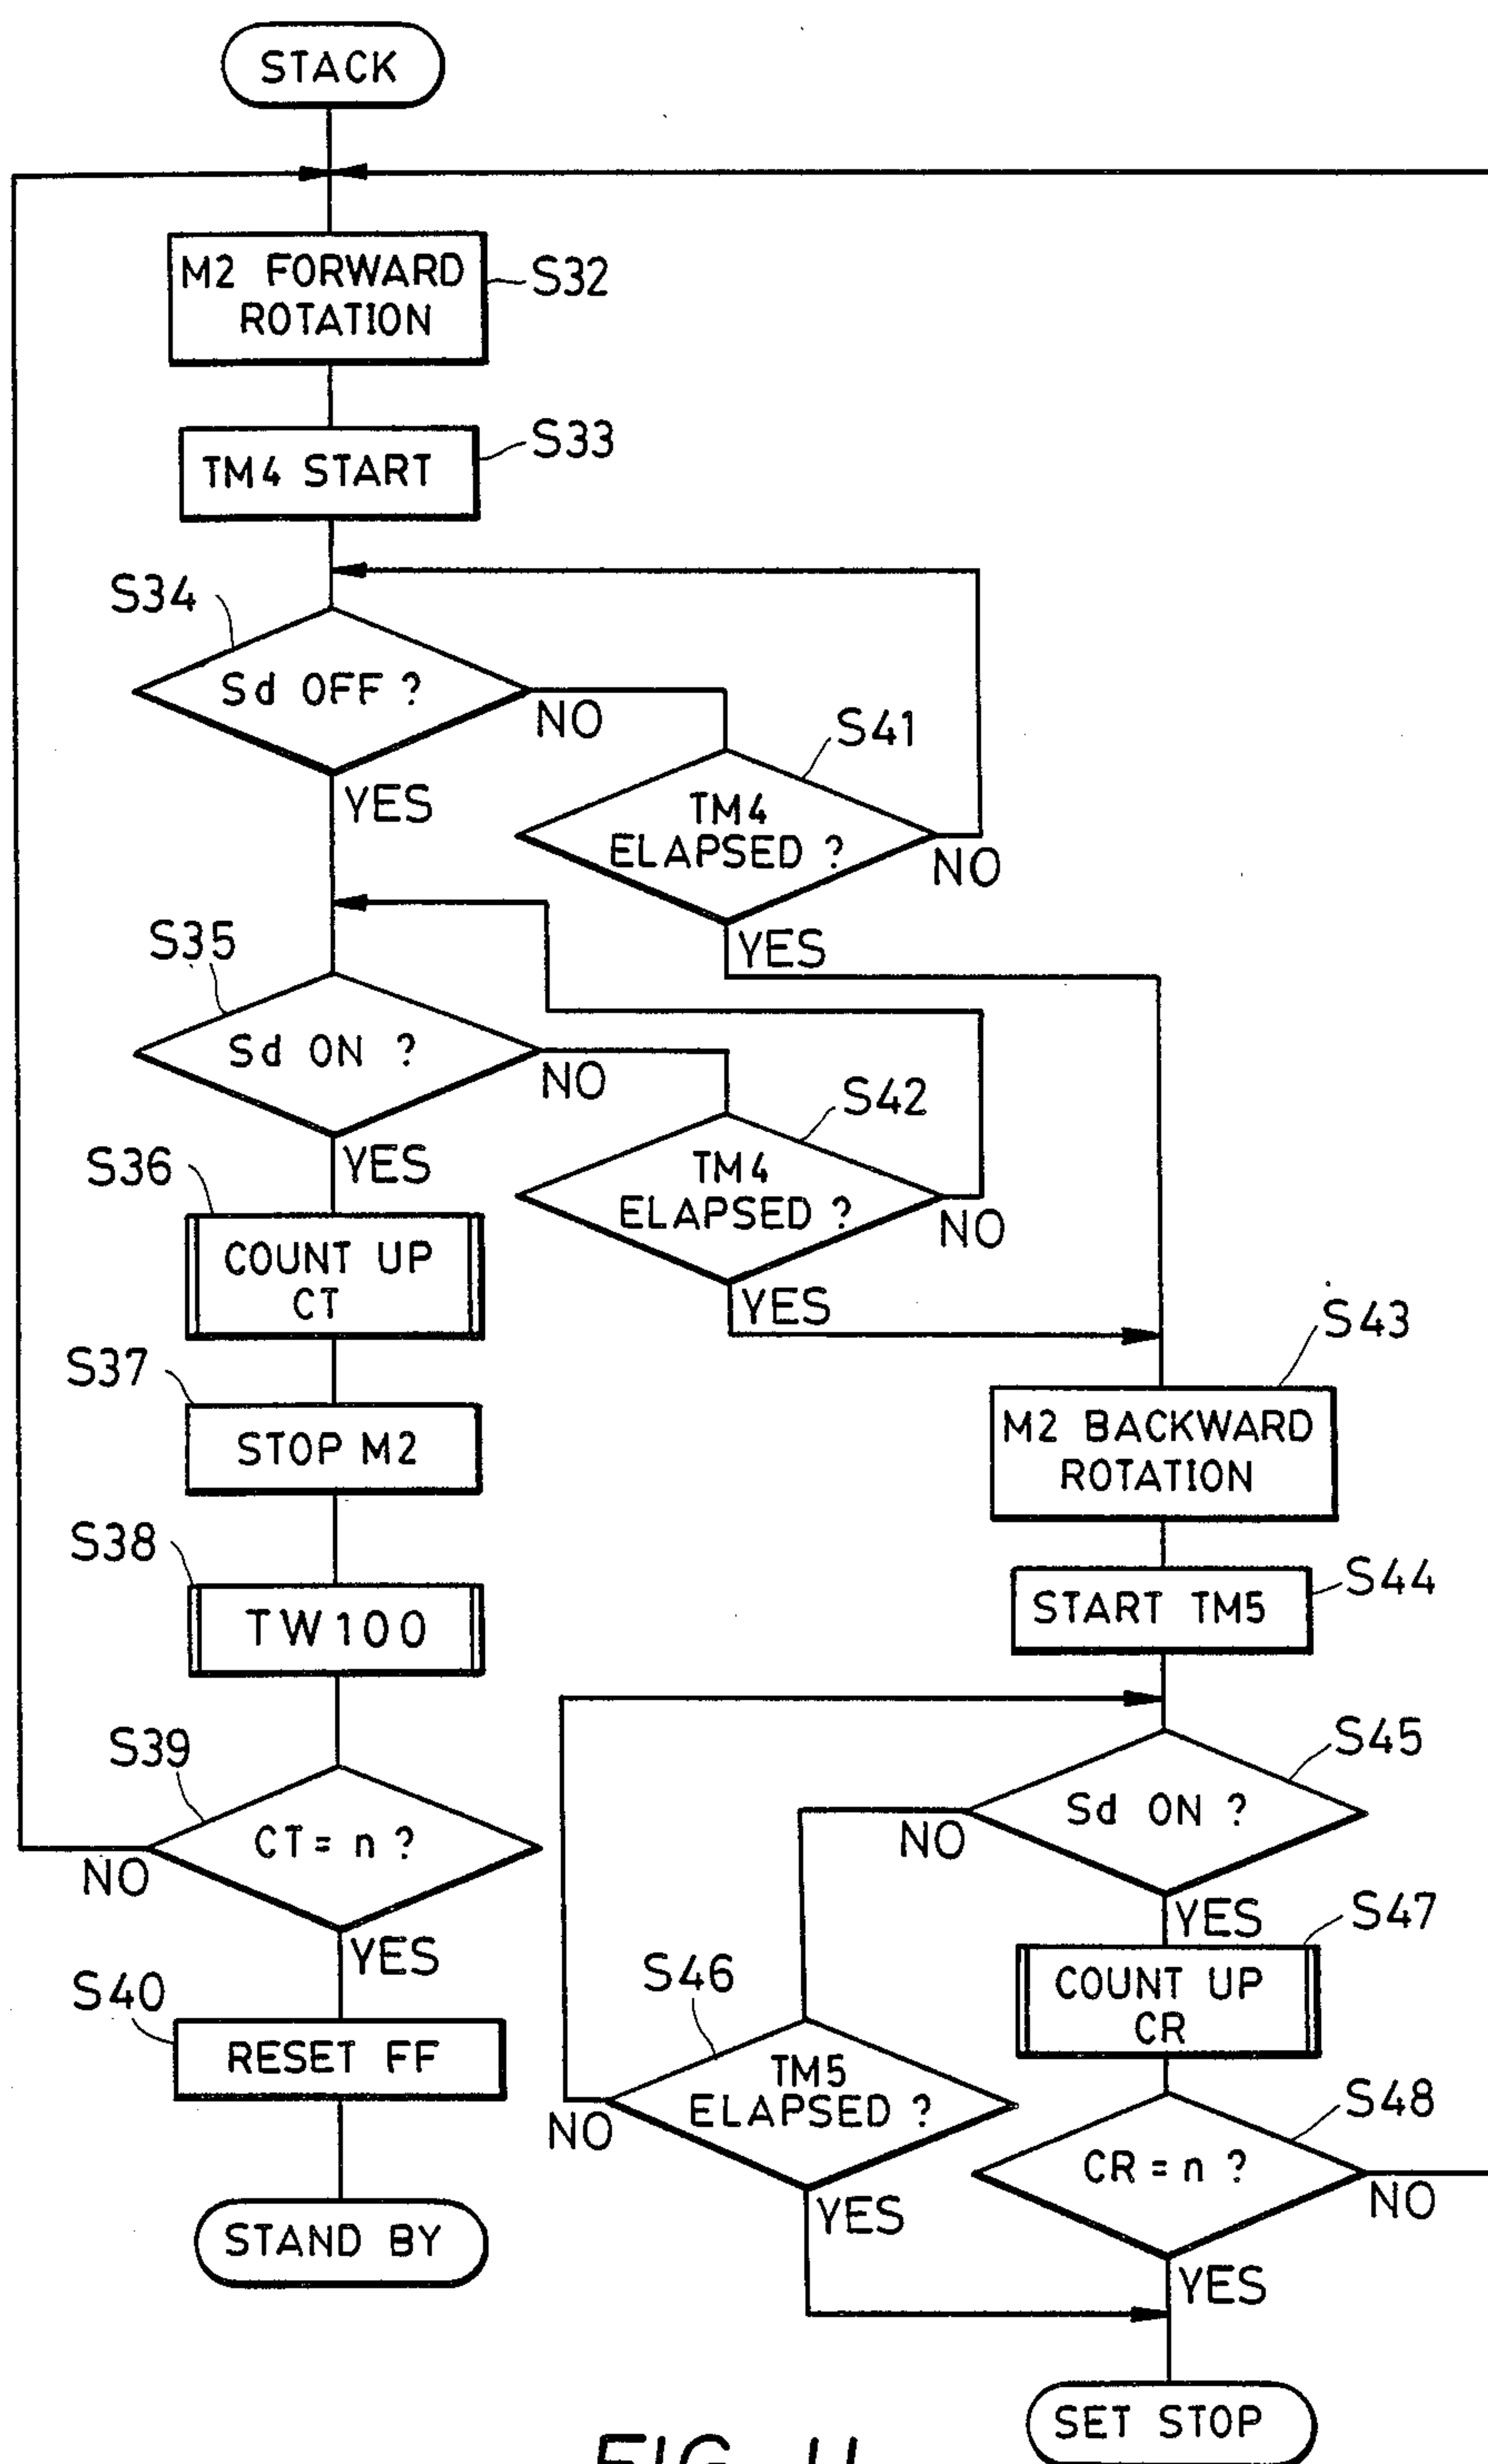 STACK
M2 FORWARD
ROTATION
S32
TM4 START
S33
S34
Sd OFF ?
NO
YES
S41
TM4
ELAPSED ?
NO
YES
S35
Sd ON ?
NO
YES
S42
TM4
ELAPSED ?
NO
YES
S36
COUNT UP
CT
S37
STOP M2
S38
TW100
S39
CT = n ?
NO
YES
S40
RESET FF
STAND BY
S43
M2 BACKWARD
ROTATION
S44
START TM5
S45
Sd ON ?
NO
YES
S46
TM5
ELAPSED ?
NO
YES
S47
COUNT UP
CR
S48
CR = n ?
NO
YES
SET STOP
FIG. 11